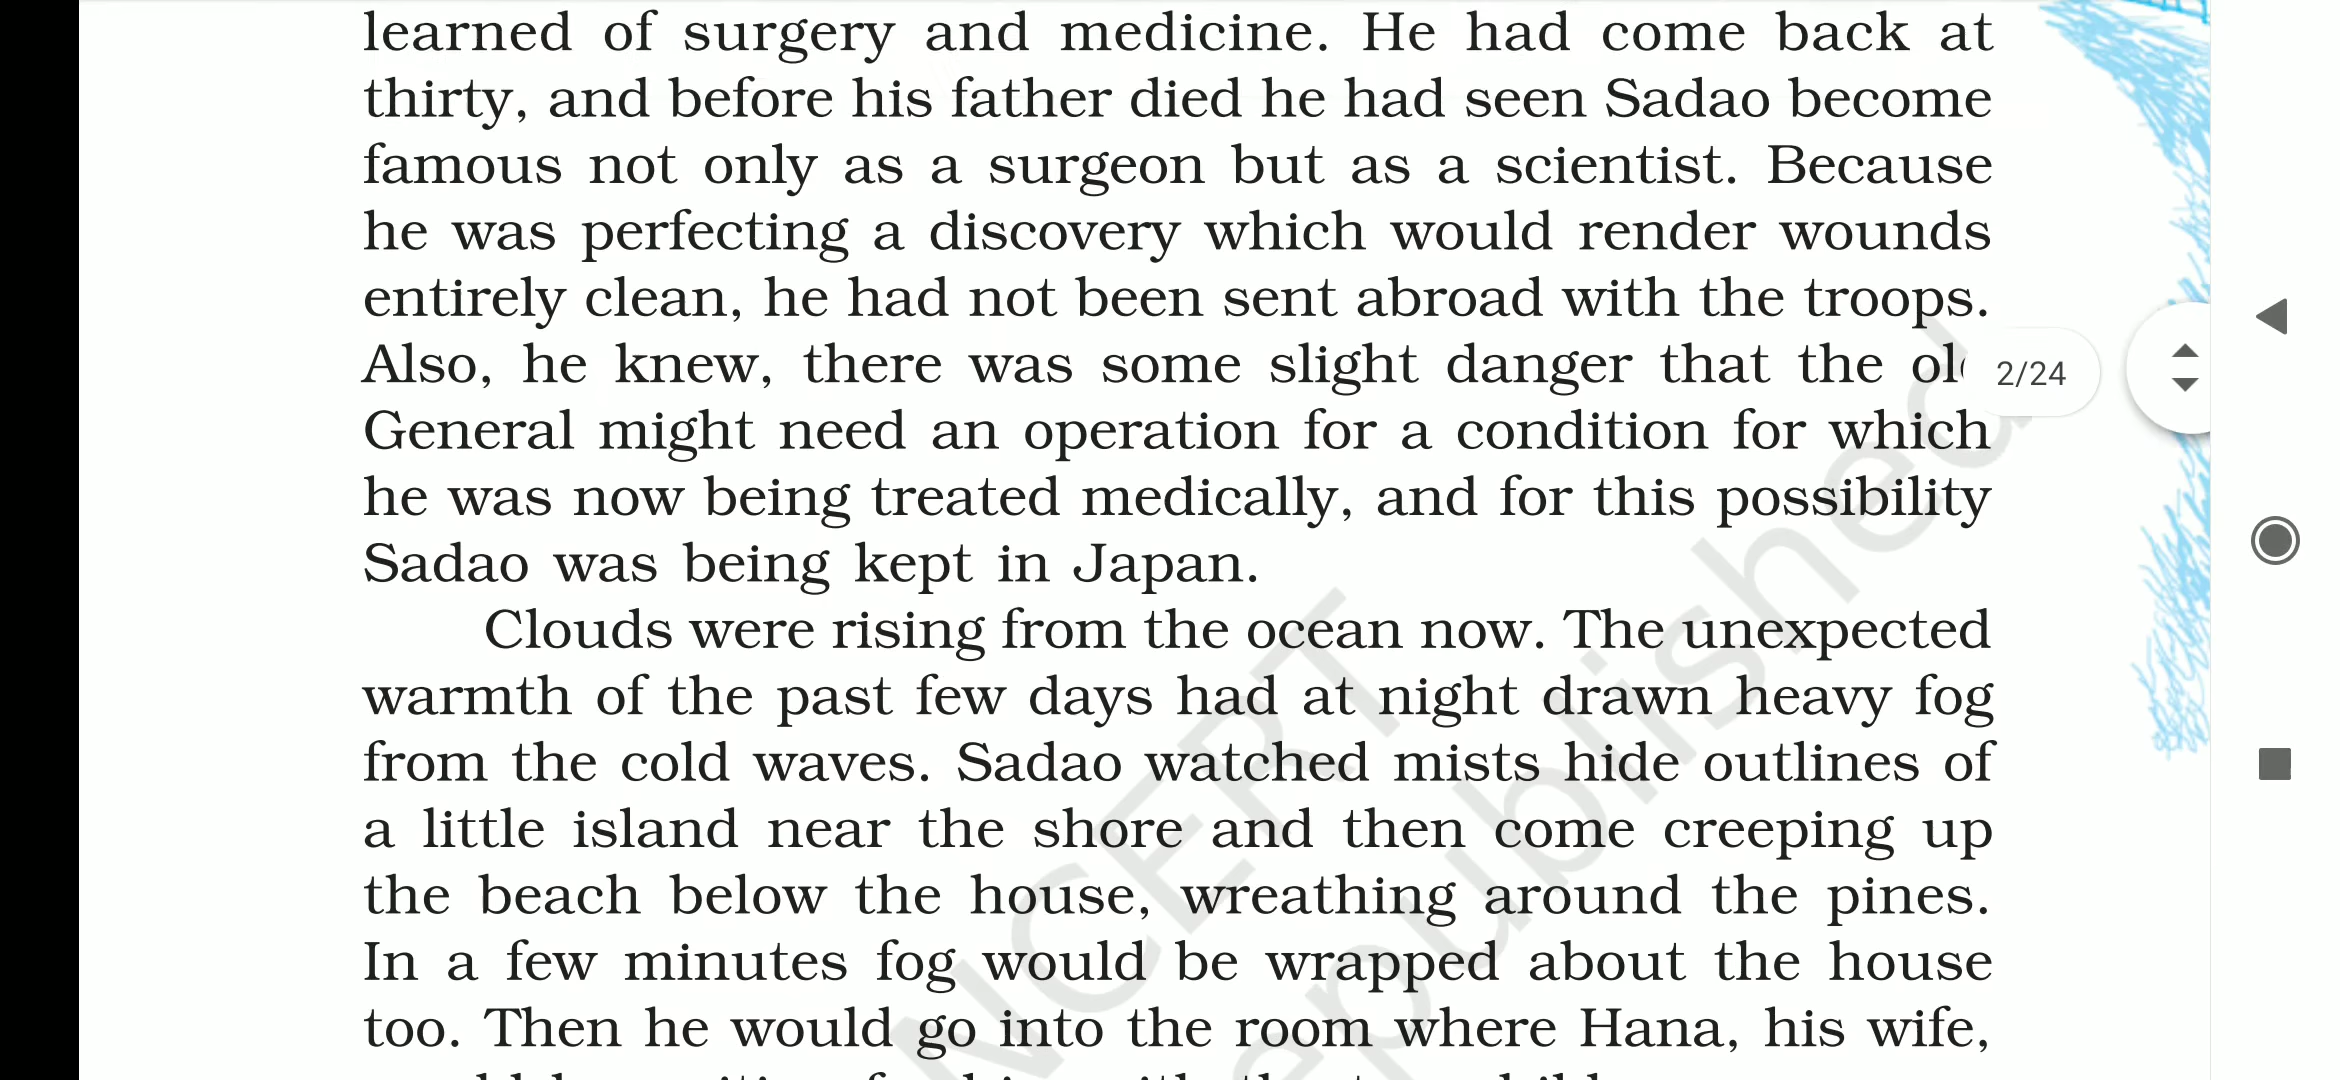 learned of surgery and medicine. He had come back at
thirty, and before his father died he had seen Sadao become
famous not only as a surgeon but as a scientist. Because
he was perfecting a discovery which would render wounds
entirely clean, he had not been sent abroad with the troops.
Also, he knew, there was some slight danger that the
2/24
General might need an operation for a condition for which
he was now being treated medically, and for this possibility
Sadao was being kept in Japan.
Clouds were rising from the ocean now. The unexpected
warmth of the past few days had at night drawn heavy fog
from the cold waves. Sadao watched mists hide outlines of
a little island near the shore and then come creeping up
the beach below the house, wreathing around the pines.
In a few minutes fog would be wrapped about the house
too. Then he would go into the room where Hana, his wife,
NCERT